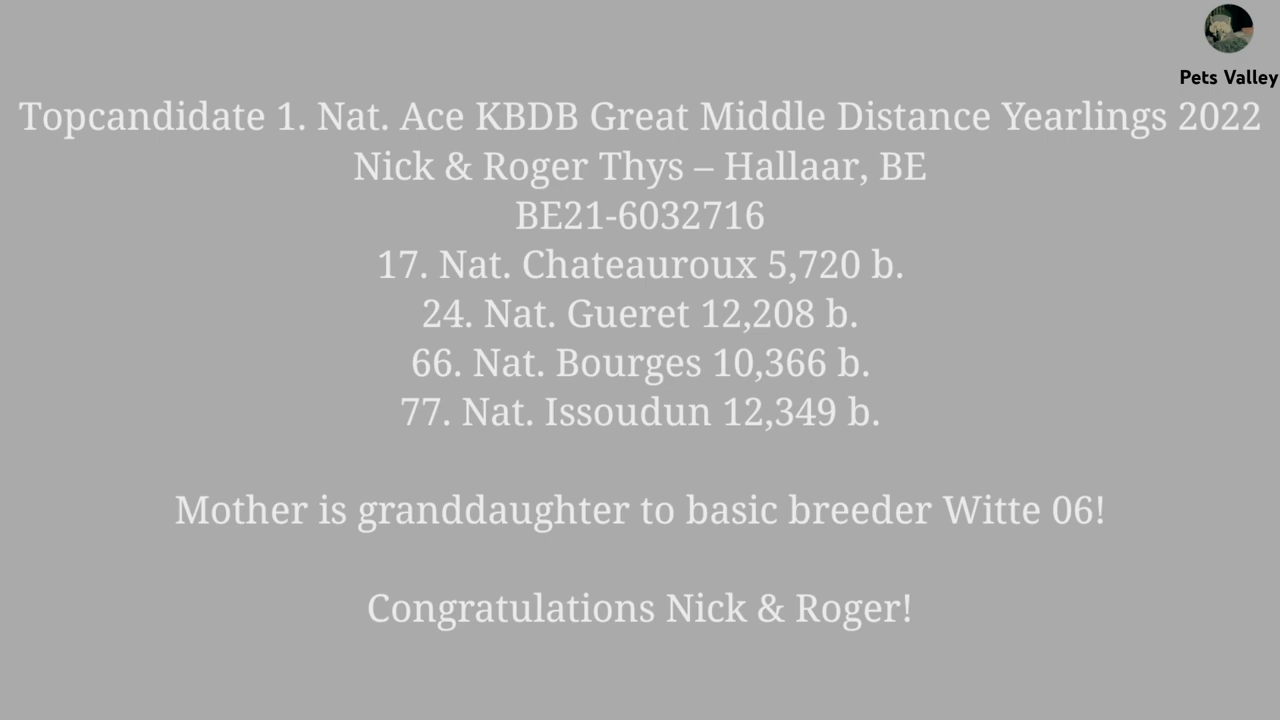 Pets Valley
Topcandidate 1. Nat. Ace KBDB Great Middle Distance Yearlings 2022
Nick & Roger Thys – Hallaar, BE
BE21-6032716
17. Nat. Chateauroux 5,720 b.
24. Nat. Gueret 12,208 b.
66. Nat. Bourges 10,366 b.
77. Nat. Issoudun 12,349 b.
Mother is granddaughter to basic breeder Witte 06!
Congratulations Nick & Roger!